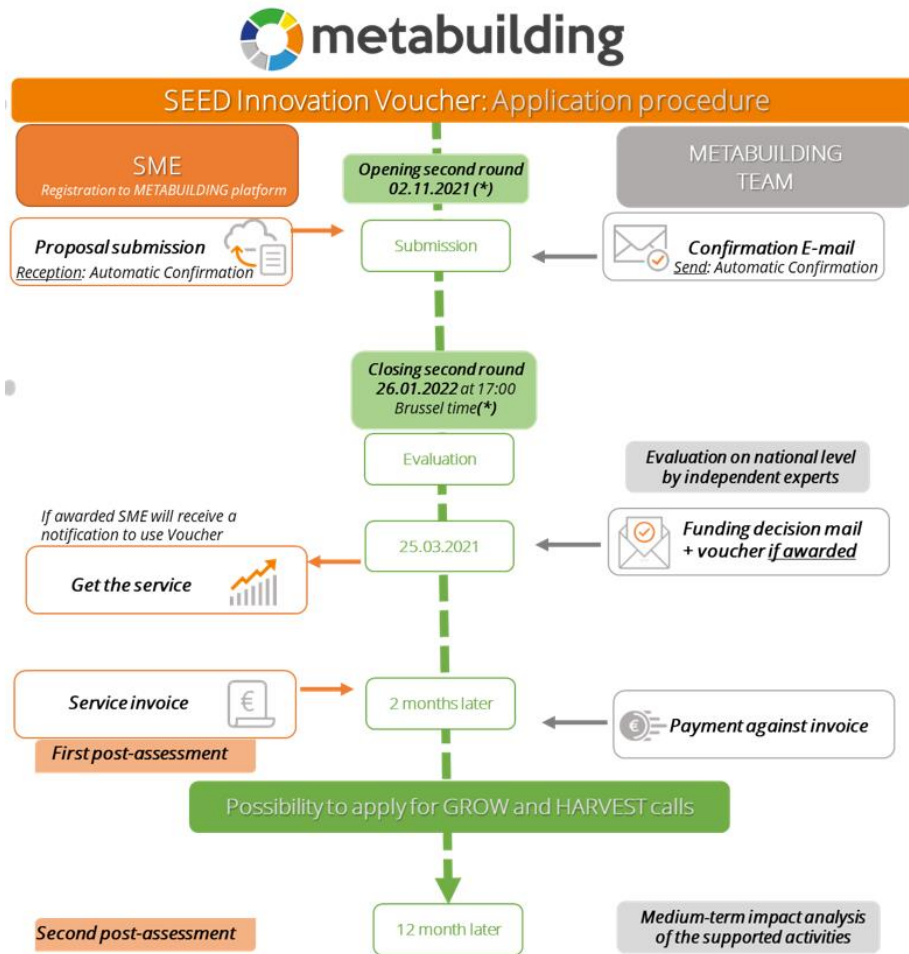 metabuilding
SEED Innovation Voucher: Application procedure
SME
Registration to METABUILDING platform
Opening second round
02.11.2021 (*)
METABUILDING
TEAM
Proposal submission
Reception: Automatic Confirmation
Submission
Confirmation E-mail
Send: Automatic Confirmation
Closing second round
26.01.2022 at 17:00
Brussel time(*)
Evaluation
Evaluation on national level
by independent experts
If awarded SME will receive a
notification to use Voucher
Get the service
25.03.2021
Funding decision mail
+ voucher if awarded
Service invoice
€
2 months later
€
Payment against invoice
First post-assessment
Possibility to apply for GROW and HARVEST calls
Second post-assessment
12 month later
Medium-term impact analysis
of the supported activities